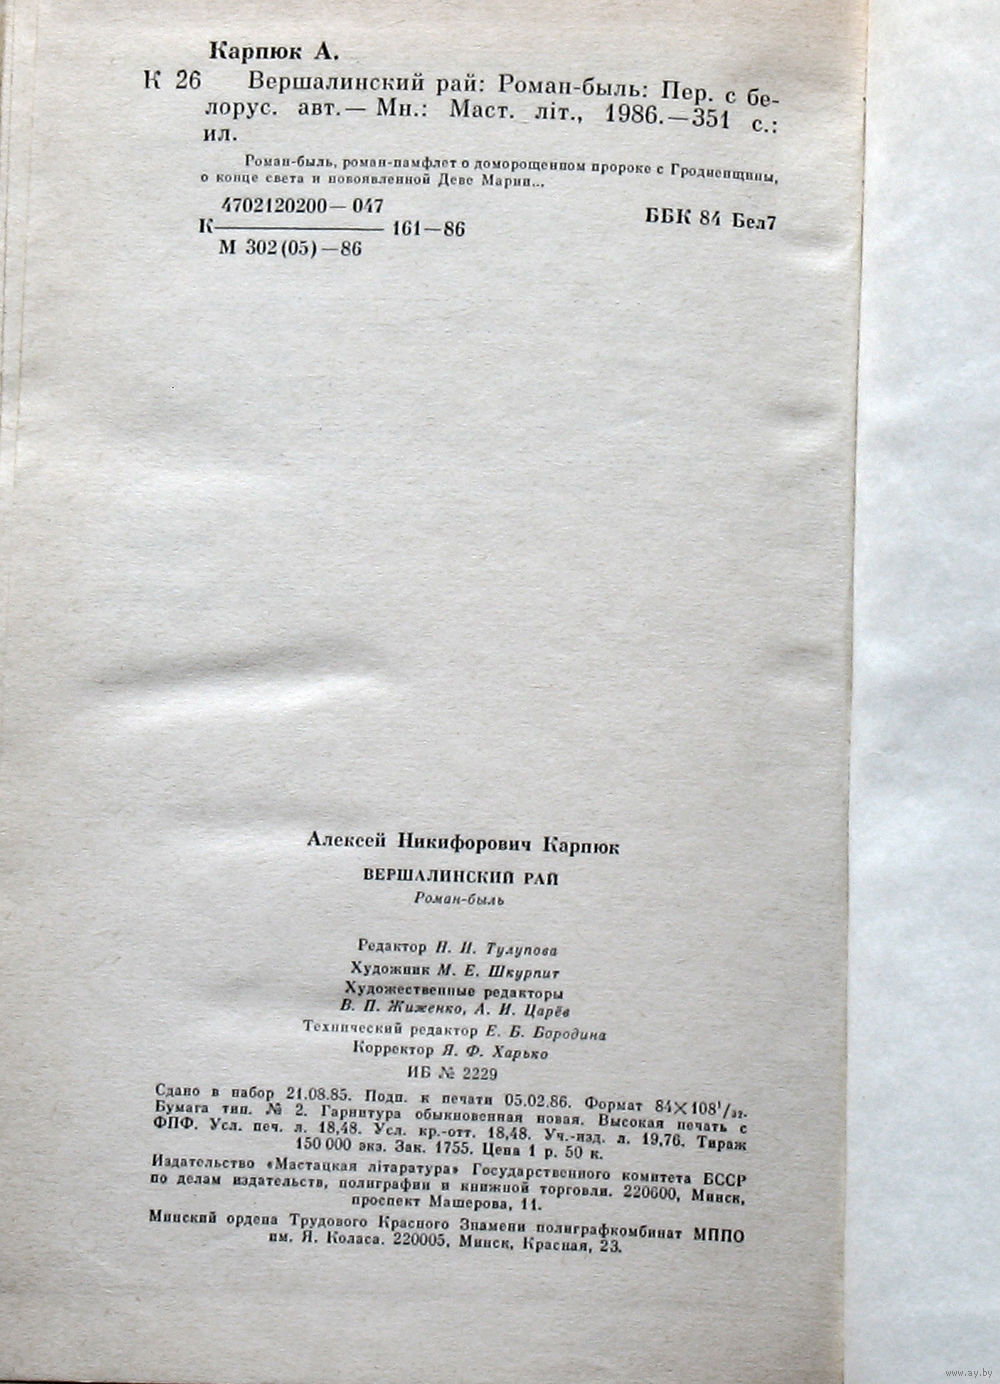 Карпюк А.
К 26 Вершалинский рай: Роман-быль: Пер. с бе-
лорус. авт.— Мн.: Маст. літ., 1986.—351 с.:
ил.
Роман-быль, роман-памфлет о доморощенном пророке с Гродненщины,
о конце света и новоявленной Деве Марии...
4702120200—047
К————— 161—86
М 302(05)—86
ББК 84 Бел7
Алексей Никифорович Карпюк
ВЕРШАЛИНСКИЙ РАЙ
Роман-быль
Редактор Н. И. Тулупова
Художник М. Е. Шкурпит
Художественные редакторы
В. П. Жиженко, А. И. Царёв
Технический редактор Е. Б. Бородина
Корректор Я. Ф. Харько
ИБ № 2229
Сдано в набор 21.08.85. Подп. к печати 05.02.86. Формат 84×108¹/₃₂.
Бумага тип. № 2. Гарнитура обыкновенная новая. Высокая печать с
ФПФ. Усл. печ. л. 18,48. Усл. кр.-отт. 18,48. Уч.-изд. л. 19,76. Тираж
150 000 экз. Зак. 1755. Цена 1 р. 50 к.
Издательство «Мастацкая літаратура» Государственного комитета БССР
по делам издательств, полиграфии и книжной торговли. 220600, Минск,
проспект Машерова, 11.
Минский ордена Трудового Красного Знамени полиграфкомбинат МППО
им. Я. Коласа. 220005, Минск, Красная, 23.
www.ay.by